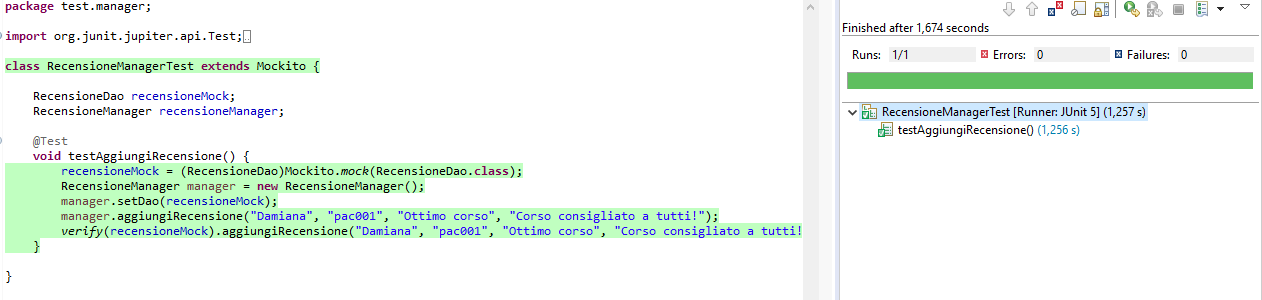 package test.manager;
import org.junit.jupiter.api.Test;
class RecensioneManagerTest extends Mockito {
RecensioneDao recensioneMock;
RecensioneManager recensioneManager;
@Test
void testAggiungiRecensione() {
recensioneMock = (RecensioneDao)Mockito.mock(RecensioneDao.class);
RecensioneManager manager = new RecensioneManager();
manager.setDao(recensioneMock);
manager.aggiungiRecensione("Damiana", "pac001", "Ottimo corso", "Corso consigliato a tutti!");
verify(recensioneMock).aggiungiRecensione("Damiana", "pac001", "Ottimo corso", "Corso consigliato a tutti!
}
}
Finished after 1,674 seconds
Runs: 1/1 Errors: 0 Failures: 0
RecensioneManagerTest [Runner: JUnit 5] (1,257 s)
testAggiungiRecensione() (1,256 s)